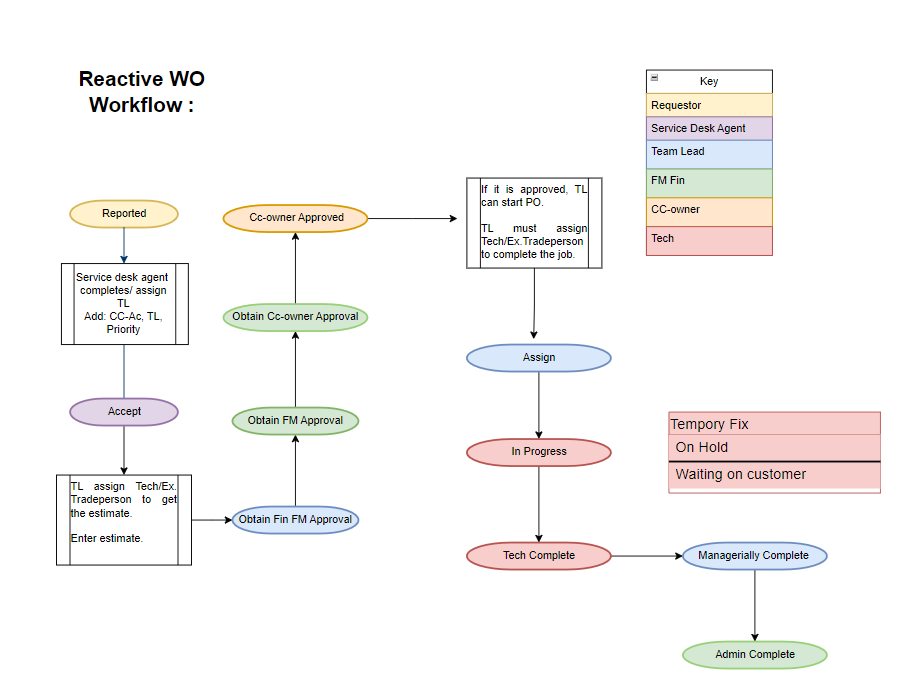 Reactive WO
Workflow :
Key
Requestor
Service Desk Agent
Team Lead
FM Fin
CC-owner
Tech
Reported
Service desk agent
completes/ assign
TL
Add: CC-Ac, TL,
Priority
Accept
TL assign Tech/Ex.
Tradeperson to get
the estimate.
Enter estimate.
Obtain Fin FM Approval
Obtain FM Approval
Obtain Cc-owner Approval
Cc-owner Approved
If it is approved, TL
can start PO.
TL must assign
Tech/Ex.Tradeperson
to complete the job.
Assign
In Progress
Tech Complete
Managerially Complete
Admin Complete
Tempory Fix
On Hold
Waiting on customer